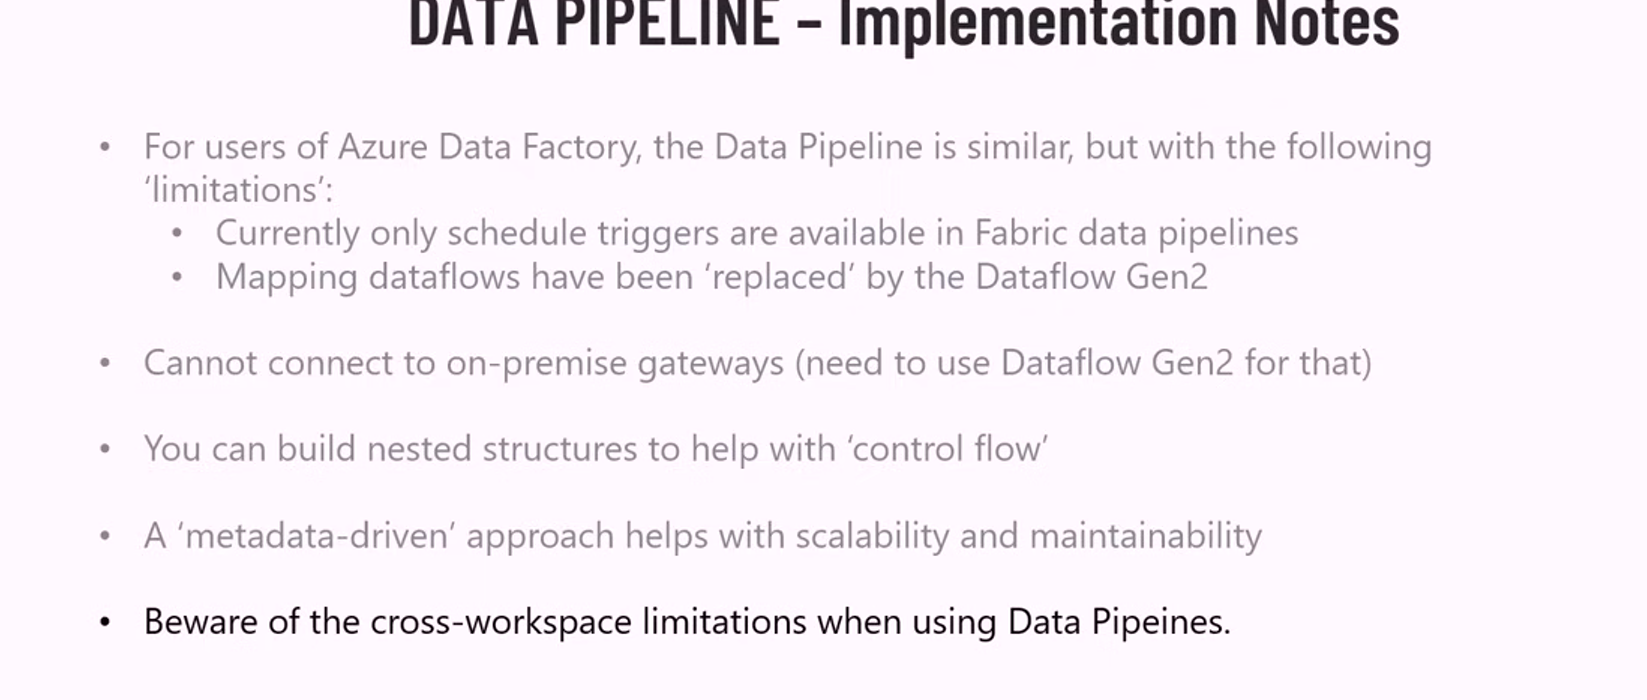 DATA PIPELINE – Implementation Notes
• For users of Azure Data Factory, the Data Pipeline is similar, but with the following
‘limitations’:
• Currently only schedule triggers are available in Fabric data pipelines
• Mapping dataflows have been ‘replaced’ by the Dataflow Gen2
• Cannot connect to on-premise gateways (need to use Dataflow Gen2 for that)
• You can build nested structures to help with ‘control flow’
• A ‘metadata-driven’ approach helps with scalability and maintainability
• Beware of the cross-workspace limitations when using Data Pipeines.